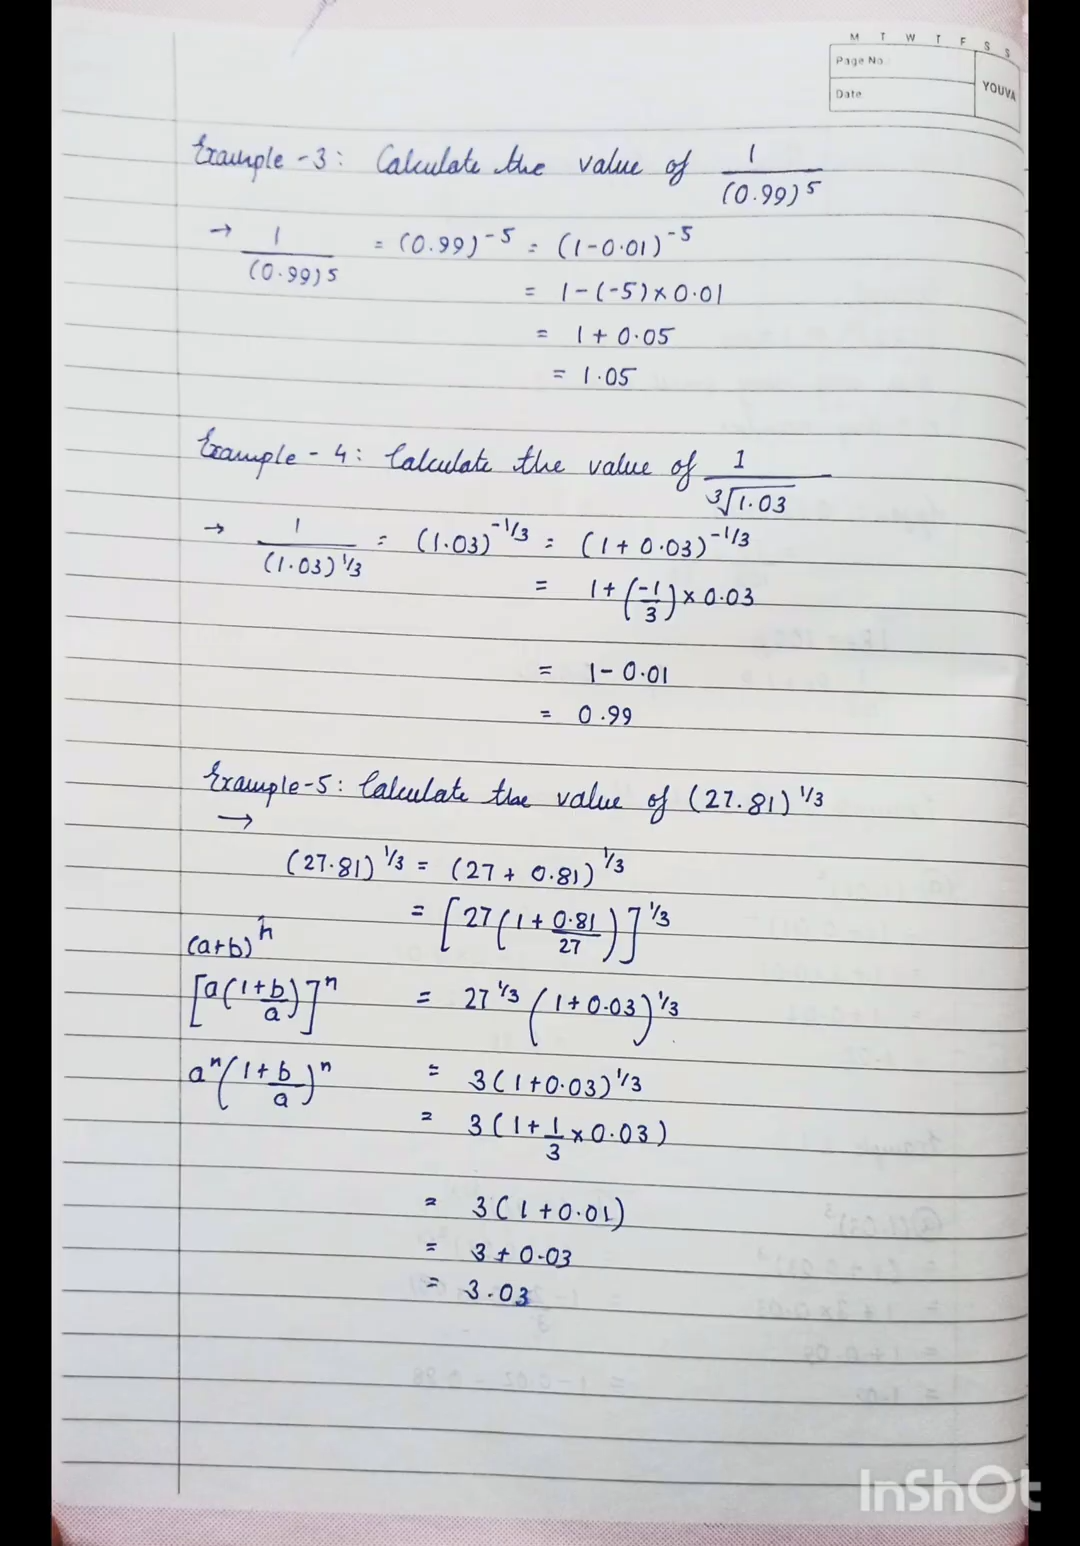 M T W T F S S
Page No
Date
YOUVA
Example -3: Calculate the value of 1/(0.99)^5
→ 1/(0.99)^5 = (0.99)^-5 = (1-0.01)^-5
= 1-(-5)×0.01
= 1+0.05
= 1.05
Example - 4: Calculate the value of 1/∛1.03
→ 1/(1.03)^1/3 = (1.03)^-1/3 = (1+0.03)^-1/3
= 1+(-1/3)×0.03
= 1-0.01
= 0.99
Example-5: Calculate the value of (27.81)^1/3
→
(27.81)^1/3 = (27+0.81)^1/3
= [27(1+0.81/27)]^1/3
(a+b)^n
[a(1+b/a)]^n = 27^1/3 (1+0.03)^1/3
a^n(1+b/a)^n = 3(1+0.03)^1/3
= 3(1+1/3×0.03)
= 3(1+0.01)
= 3+0.03
= 3.03
InShOt